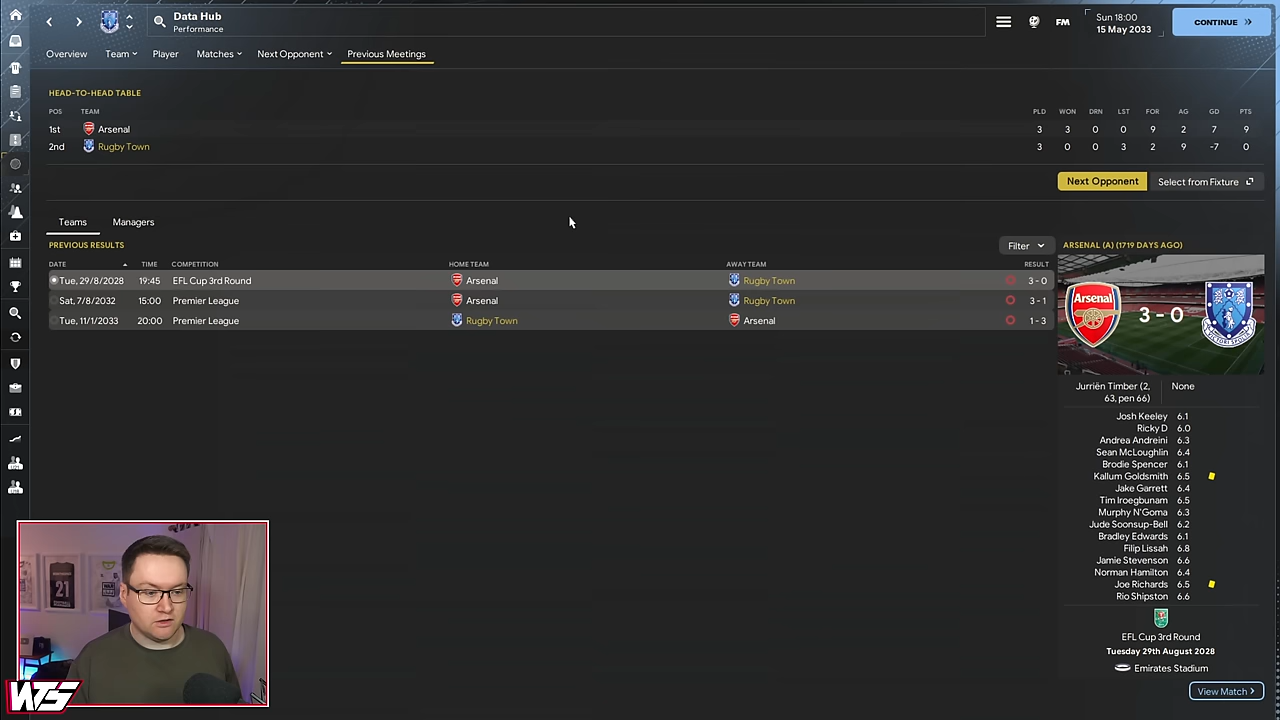 Data Hub
Performance
FM
Sun 18:00
15 May 2033
CONTINUE
Overview Team Player Matches Next Opponent Previous Meetings
HEAD-TO-HEAD TABLE
POS TEAM PLD WON DRN LST FOR AG GD PTS
1st Arsenal 3 3 0 0 9 2 7 9
2nd Rugby Town 3 0 0 3 2 9 -7 0
Next Opponent Select from Fixture
Teams Managers
PREVIOUS RESULTS Filter
DATE TIME COMPETITION HOME TEAM AWAY TEAM RESULT
Tue, 29/8/2028 19:45 EFL Cup 3rd Round Arsenal Rugby Town 3 - 0
Sat, 7/8/2032 15:00 Premier League Arsenal Rugby Town 3 - 1
Tue, 11/1/2033 20:00 Premier League Rugby Town Arsenal 1 - 3
ARSENAL (A) (1719 DAYS AGO)
Arsenal 3 - 0
Jurriën Timber (2, None
63, pen 66)
Josh Keeley 6.1
Ricky D 6.0
Andrea Andreini 6.3
Sean McLoughlin 6.4
Brodie Spencer 6.1
Kallum Goldsmith 6.5
Jake Garrett 6.4
Tim Iroegbunam 6.5
Murphy N'Goma 6.3
Jude Soonsup-Bell 6.2
Bradley Edwards 6.1
Filip Lissah 6.8
Jamie Stevenson 6.6
Norman Hamilton 6.4
Joe Richards 6.5
Rio Shipston 6.6
EFL Cup 3rd Round
Tuesday 29th August 2028
Emirates Stadium
View Match
21
WTS